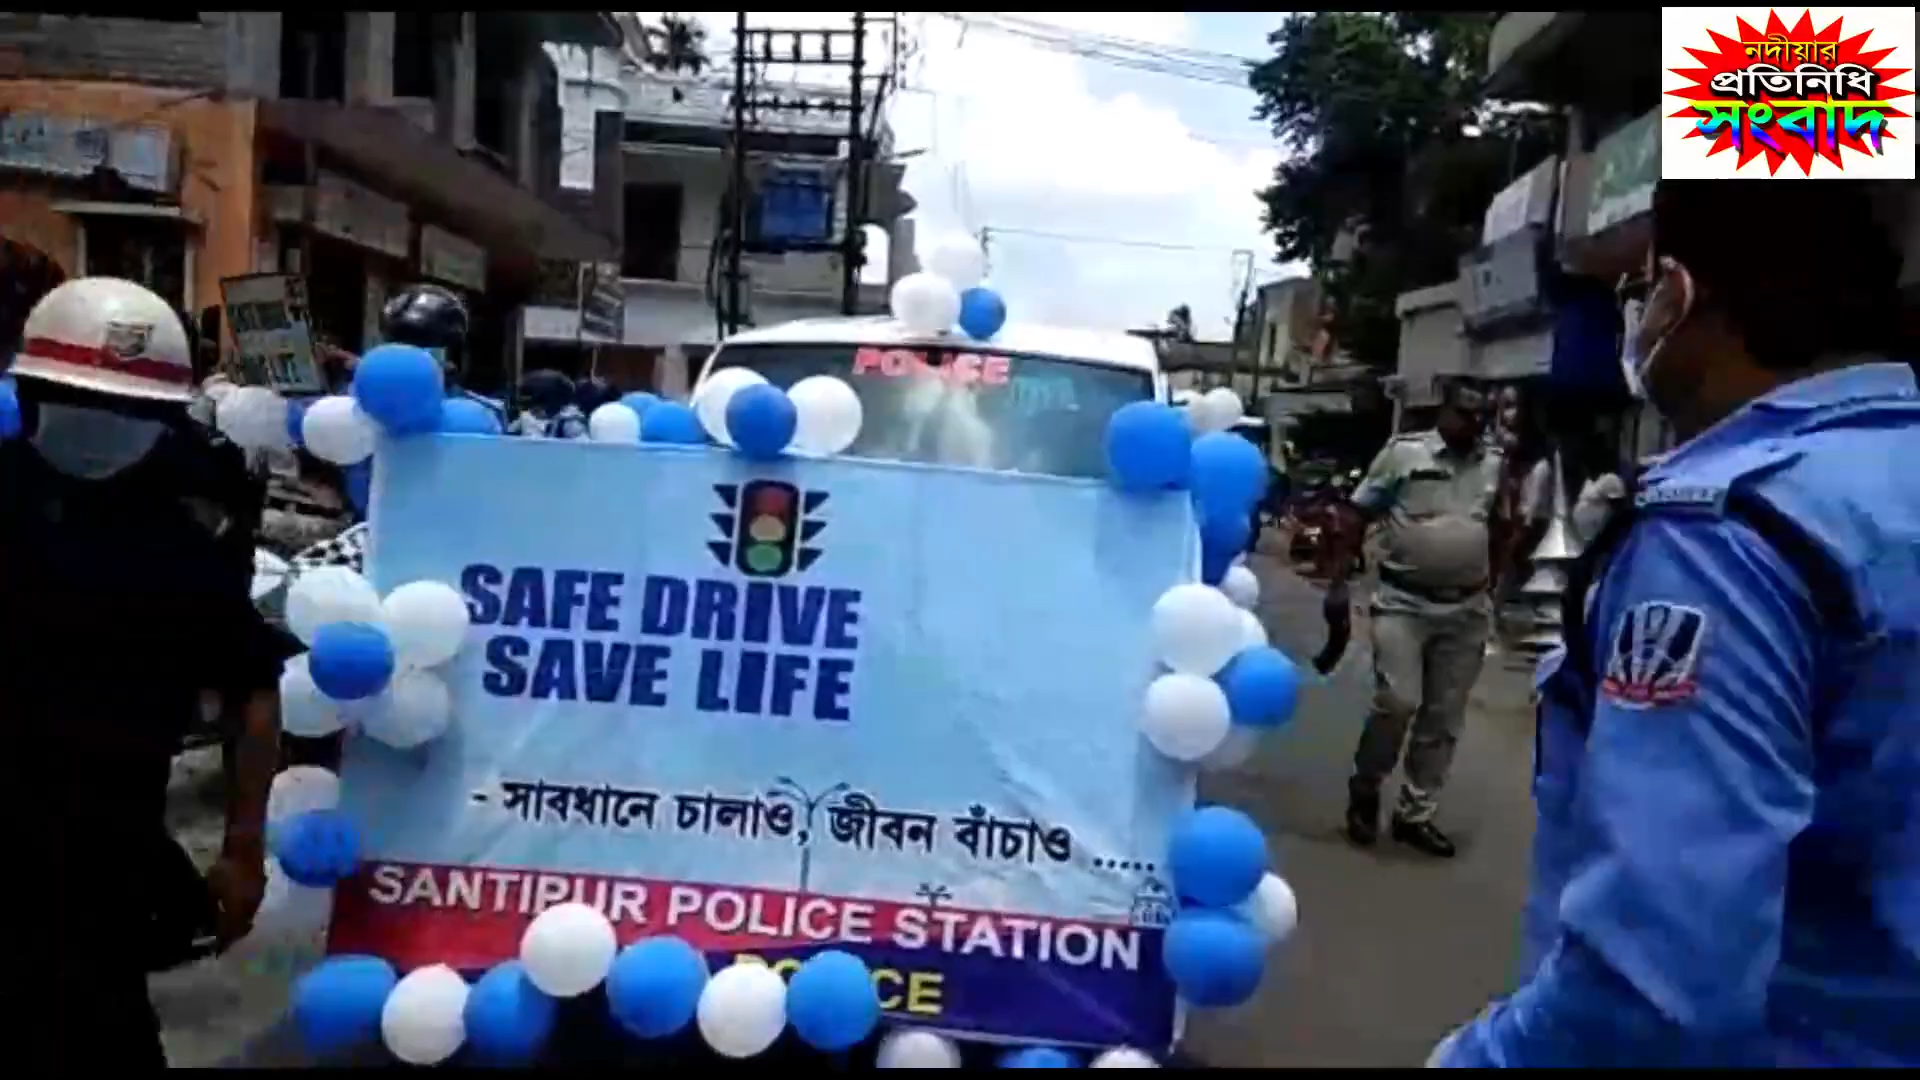 নদীয়ার
প্রতিনিধি
সংবাদ
POLICE
SAFE DRIVE
SAVE LIFE
- সাবধানে চালাও, জীবন বাঁচাও .....
SANTIPUR POLICE STATION